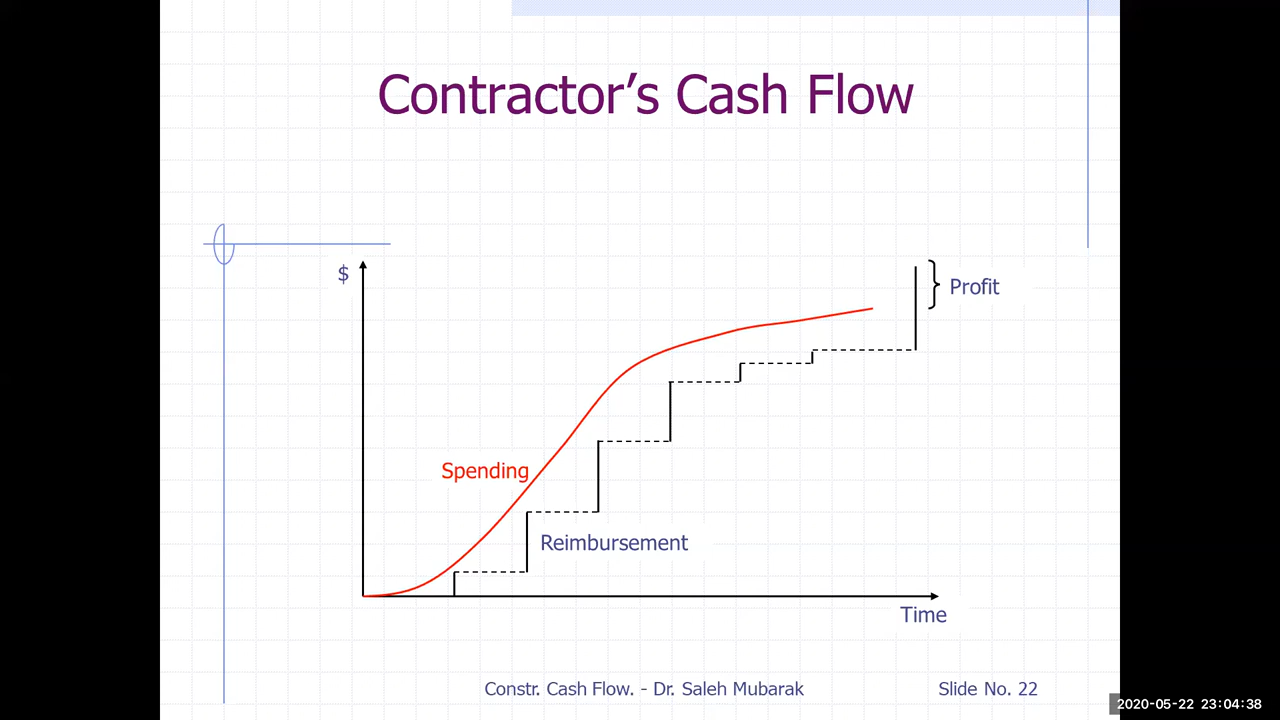 Contractor’s Cash Flow
$
Profit
Spending
Reimbursement
Time
Constr. Cash Flow. - Dr. Saleh Mubarak
Slide No. 22
2020-05-22 23:04:38